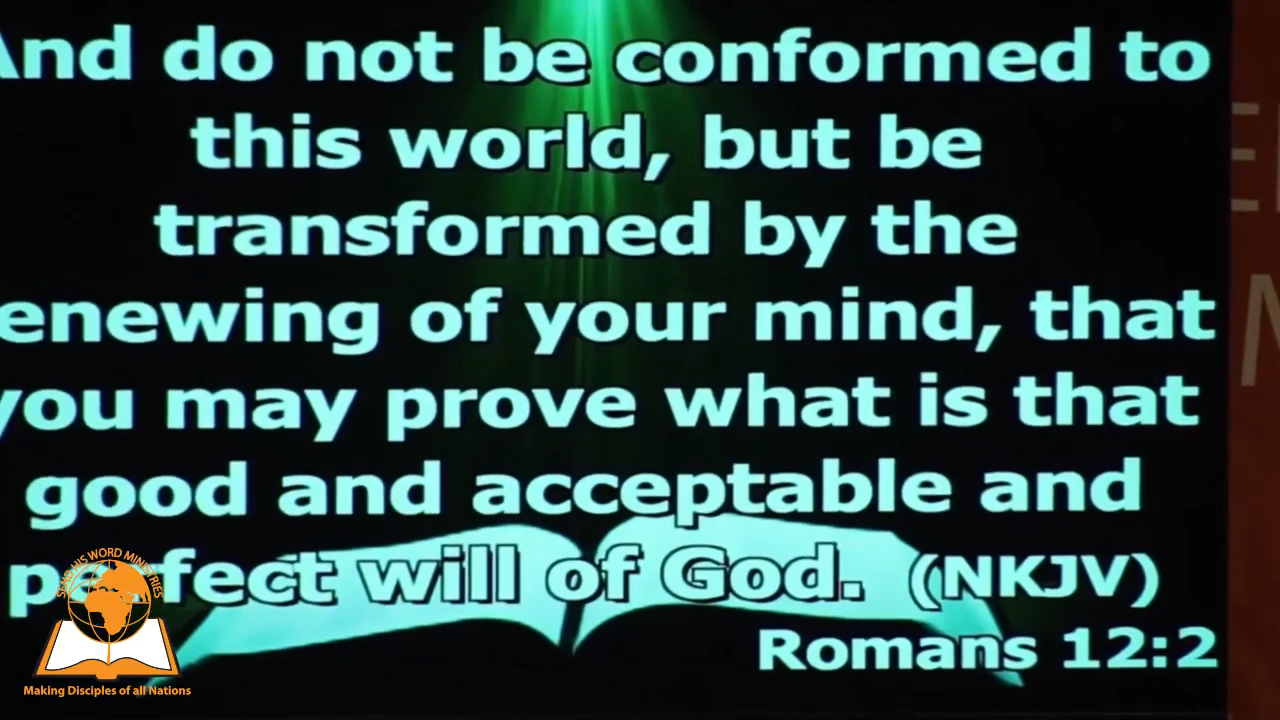 And do not be conformed to
this world, but be
transformed by the
enewing of your mind, that
you may prove what is that
good and acceptable and
perfect will of God. (NKJV)
Romans 12:2
SEND HIS WORD MINISTRIES
Making Disciples of all Nations